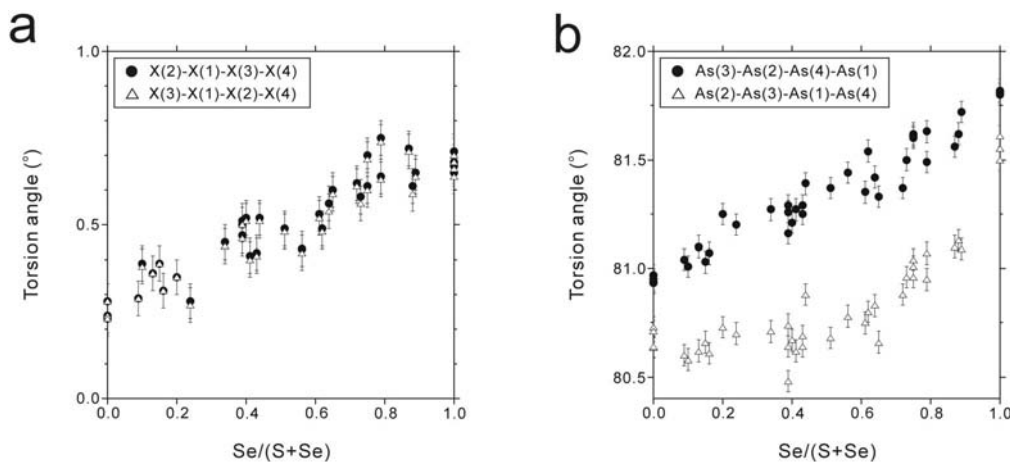 a
1.0
● X(2)-X(1)-X(3)-X(4)
△ X(3)-X(1)-X(2)-X(4)
Torsion angle (°)
0.5
0.0
0.0 0.2 0.4 0.6 0.8 1.0
Se/(S+Se)
b
82.0
● As(3)-As(2)-As(4)-As(1)
△ As(2)-As(3)-As(1)-As(4)
81.5
Torsion angle (°)
81.0
80.5
0.0 0.2 0.4 0.6 0.8 1.0
Se/(S+Se)